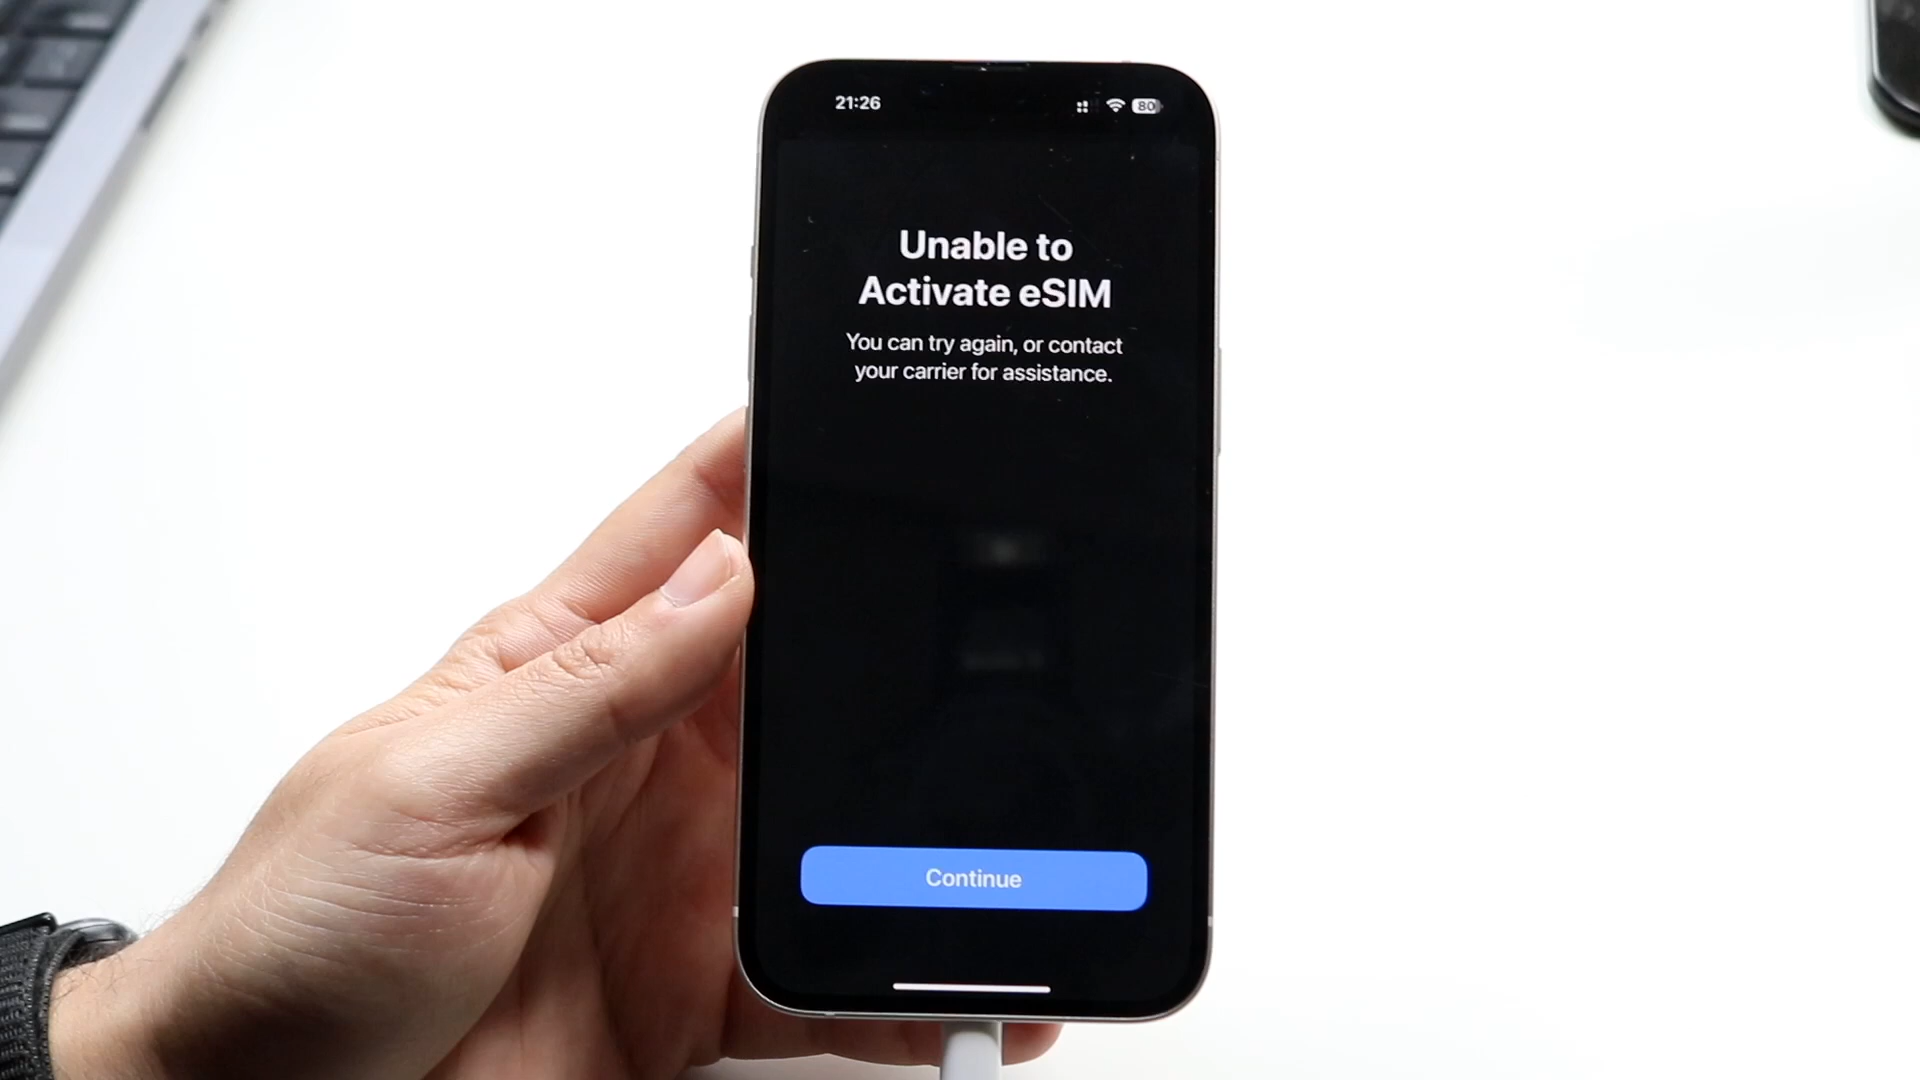 21:26
80
Unable to
Activate eSIM
You can try again, or contact
your carrier for assistance.
Continue